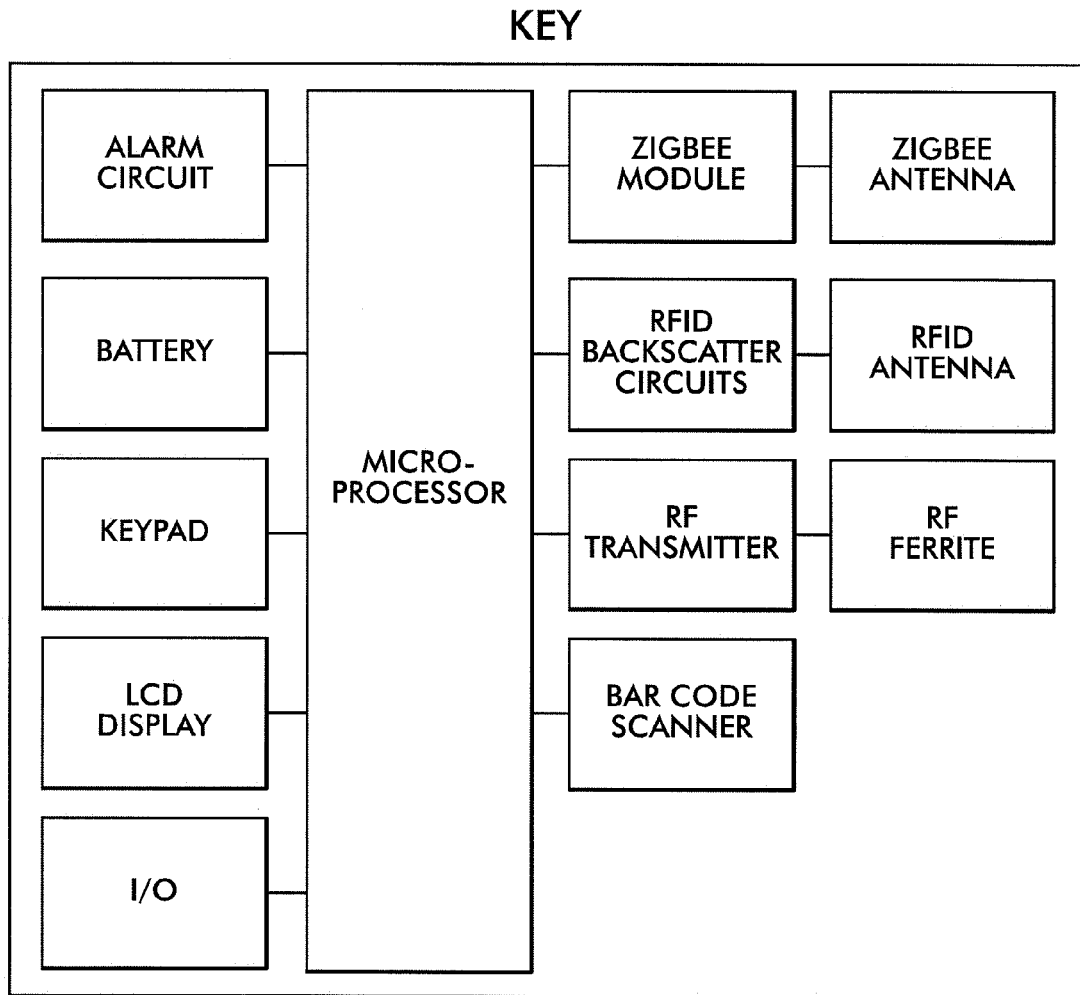 KEY
ALARM
CIRCUIT
BATTERY
KEYPAD
LCD
DISPLAY
I/O
MICRO-
PROCESSOR
ZIGBEE
MODULE
ZIGBEE
ANTENNA
RFID
BACKSCATTER
CIRCUITS
RFID
ANTENNA
RF
TRANSMITTER
RF
FERRITE
BAR CODE
SCANNER